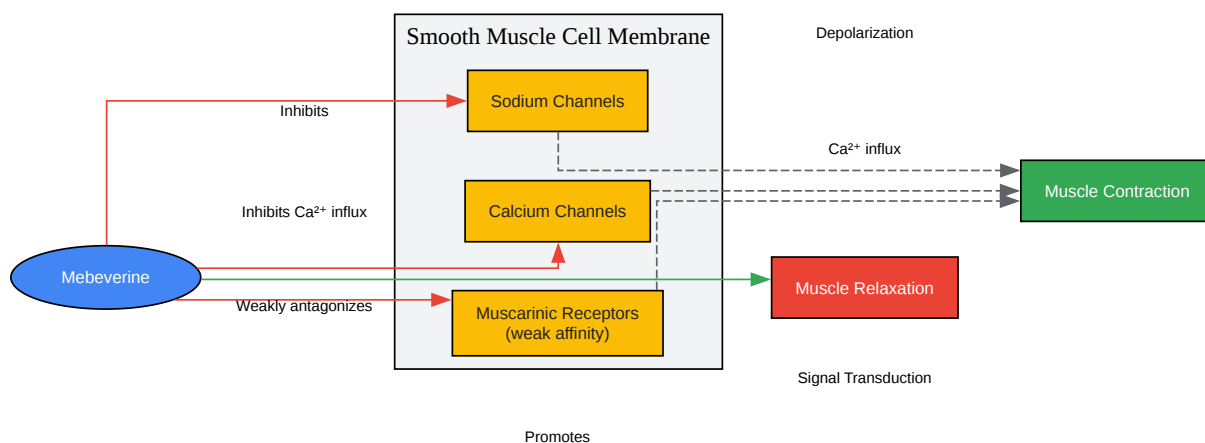 Depolarization
Smooth Muscle Cell Membrane
Sodium Channels
Inhibits
Ca²⁺ influx
Muscle Contraction
Calcium Channels
Inhibits Ca²⁺ influx
Mebeverine
Muscle Relaxation
Weakly antagonizes
Muscarinic Receptors
(weak affinity)
Signal Transduction
Promotes